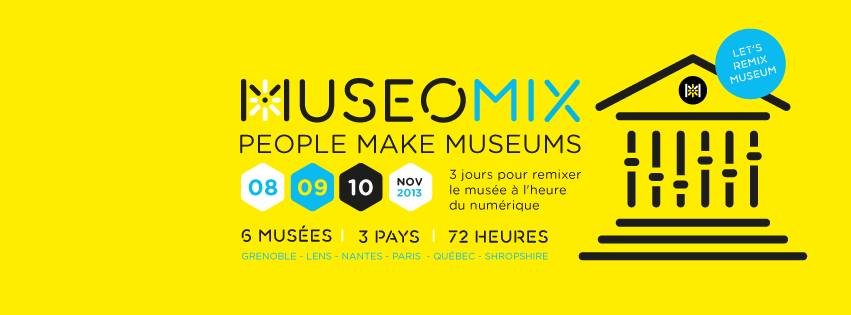 MUSEOMIX
PEOPLE MAKE MUSEUMS
08 09 10 NOV 2013
3 jours pour remixer
le musée à l'heure
du numérique
6 MUSÉES | 3 PAYS | 72 HEURES
GRENOBLE - LENS - NANTES - PARIS - QUÉBEC - SHROPSHIRE
LET'S
REMIX
MUSEUM
M